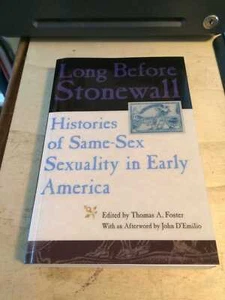 Long Before
Stonewall
Histories
of Same-Sex
Sexuality in Early
America
Edited by Thomas A. Foster
With an Afterword by John D'Emilio